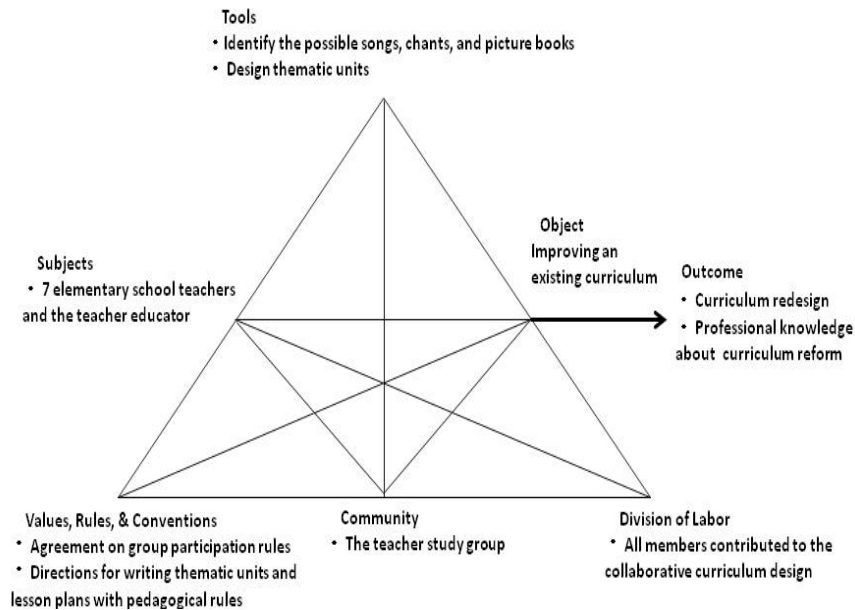 Tools
• Identify the possible songs, chants, and picture books
• Design thematic units
Subjects
• 7 elementary school teachers
and the teacher educator
Object
Improving an
existing curriculum
Outcome
• Curriculum redesign
• Professional knowledge
about curriculum reform
Values, Rules, & Conventions
• Agreement on group participation rules
• Directions for writing thematic units and
lesson plans with pedagogical rules
Community
• The teacher study group
Division of Labor
• All members contributed to the
collaborative curriculum design